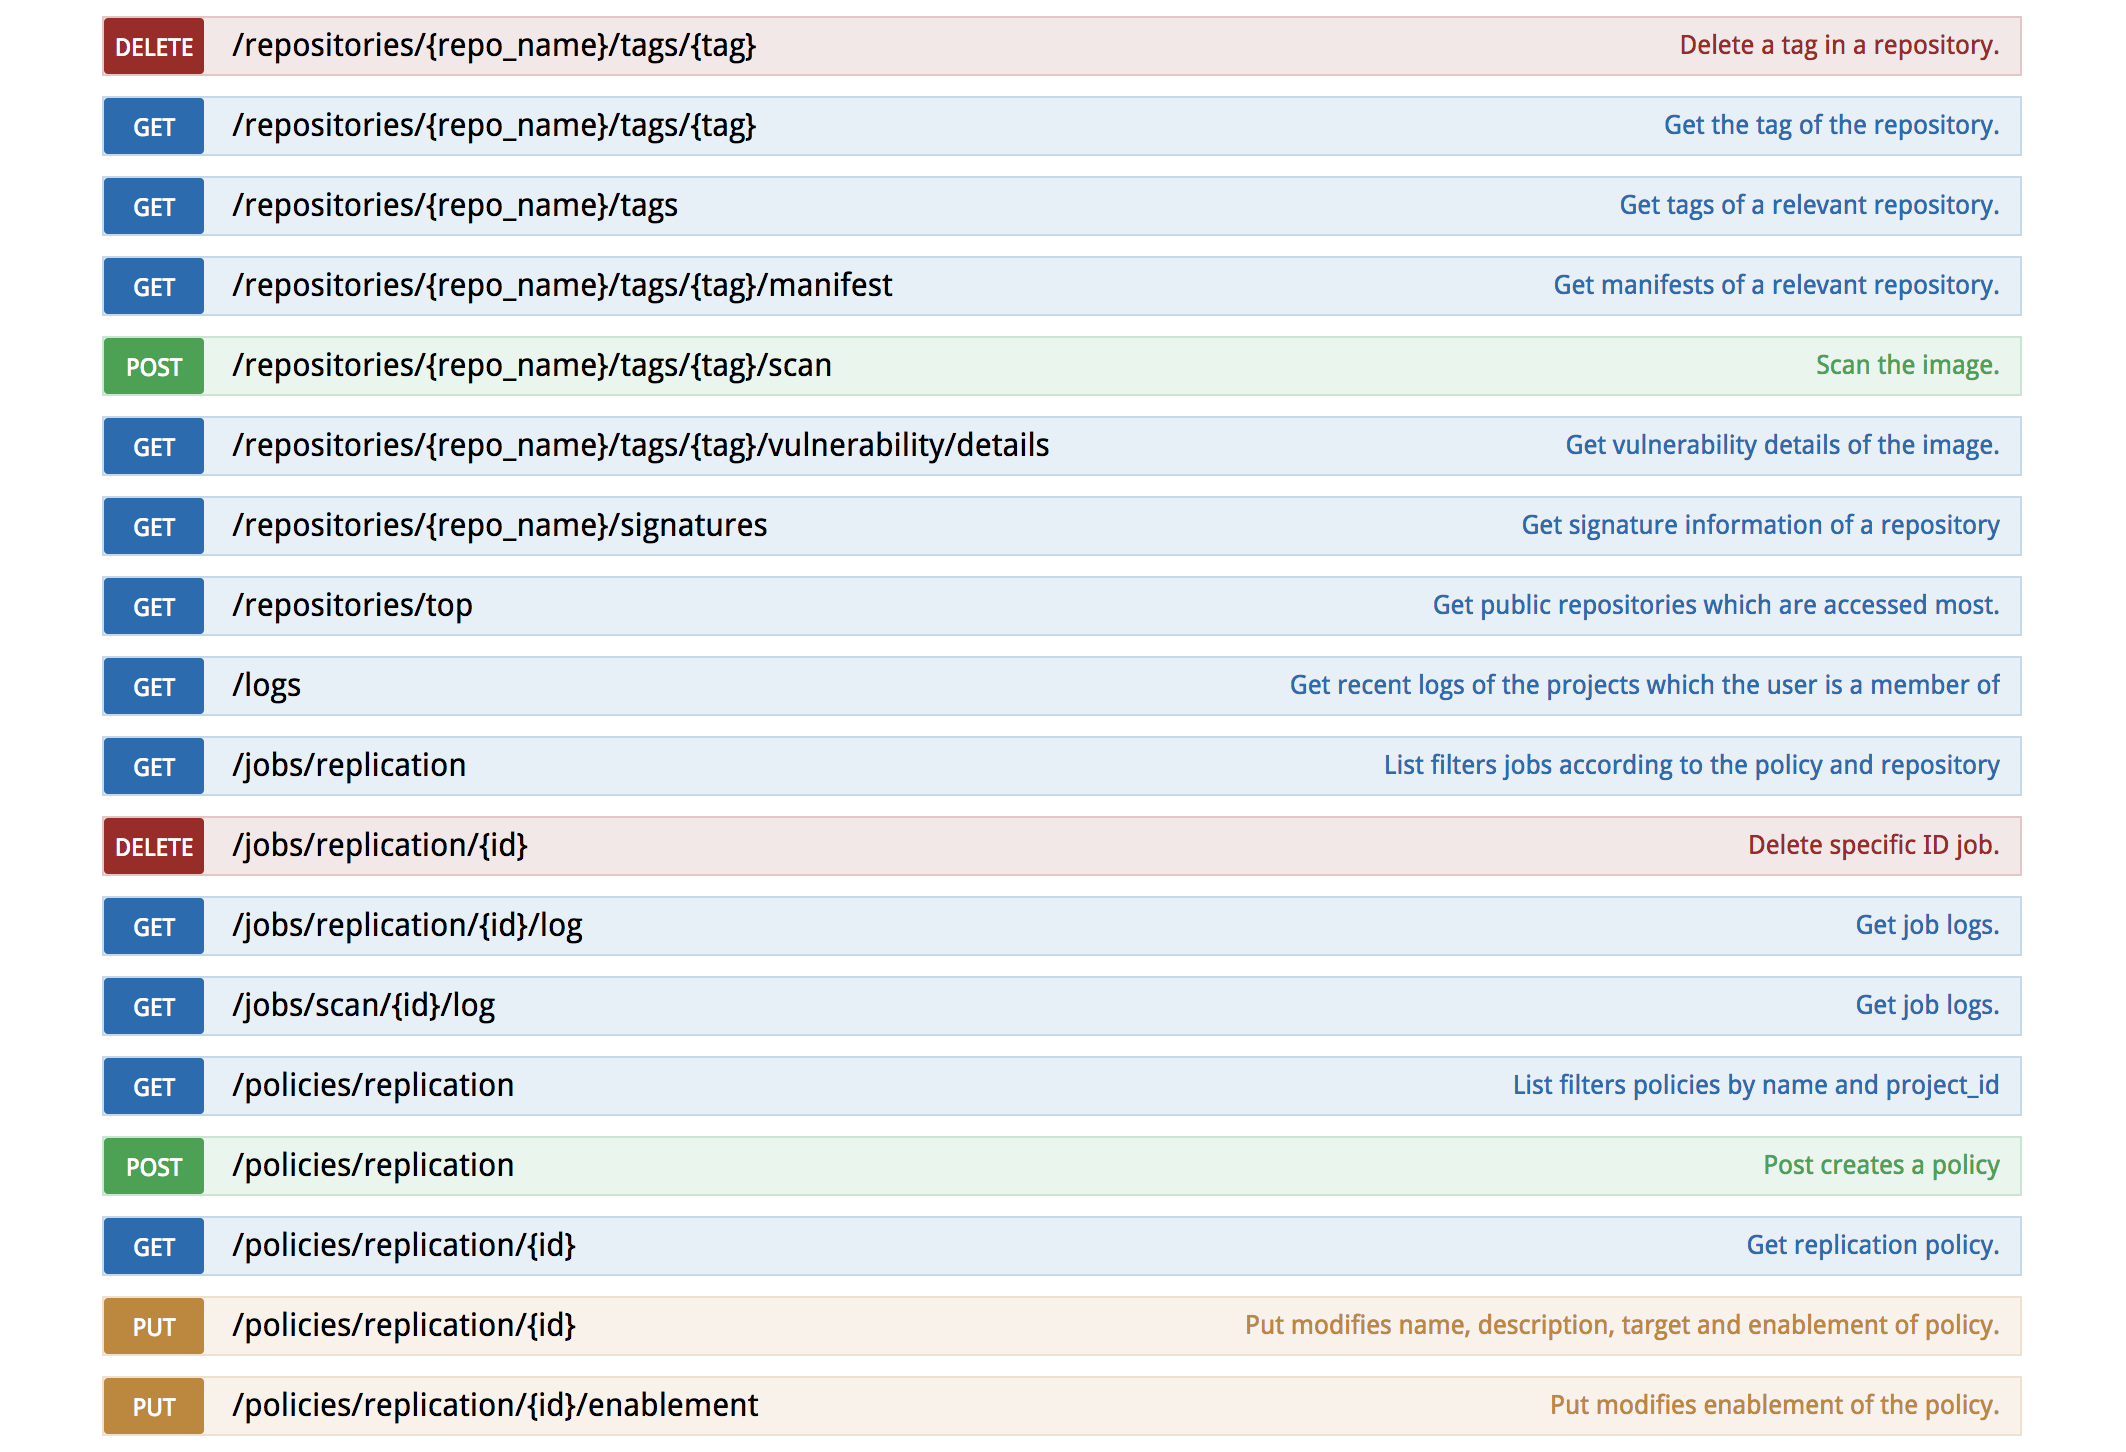 DELETE /repositories/{repo_name}/tags/{tag} Delete a tag in a repository.
GET /repositories/{repo_name}/tags/{tag} Get the tag of the repository.
GET /repositories/{repo_name}/tags Get tags of a relevant repository.
GET /repositories/{repo_name}/tags/{tag}/manifest Get manifests of a relevant repository.
POST /repositories/{repo_name}/tags/{tag}/scan Scan the image.
GET /repositories/{repo_name}/tags/{tag}/vulnerability/details Get vulnerability details of the image.
GET /repositories/{repo_name}/signatures Get signature information of a repository
GET /repositories/top Get public repositories which are accessed most.
GET /logs Get recent logs of the projects which the user is a member of
GET /jobs/replication List filters jobs according to the policy and repository
DELETE /jobs/replication/{id} Delete specific ID job.
GET /jobs/replication/{id}/log Get job logs.
GET /jobs/scan/{id}/log Get job logs.
GET /policies/replication List filters policies by name and project_id
POST /policies/replication Post creates a policy
GET /policies/replication/{id} Get replication policy.
PUT /policies/replication/{id} Put modifies name, description, target and enablement of policy.
PUT /policies/replication/{id}/enablement Put modifies enablement of the policy.